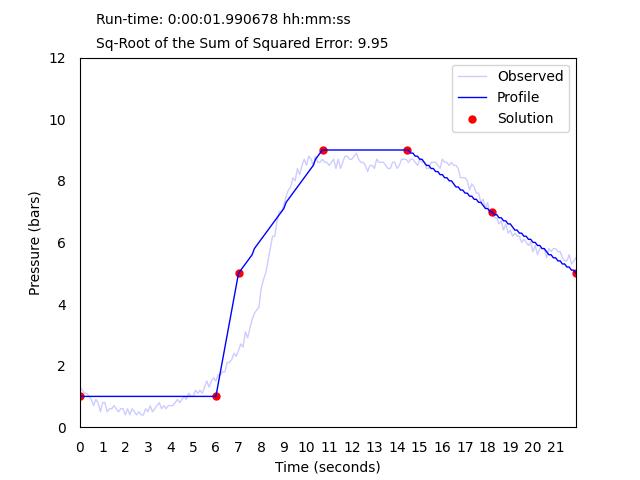 Run-time: 0:00:01.990678 hh:mm:ss
Sq-Root of the Sum of Squared Error: 9.95
12
10
8
6
4
2
0
Pressure (bars)
Observed
Profile
Solution
0 1 2 3 4 5 6 7 8 9 10 11 12 13 14 15 16 17 18 19 20 21
Time (seconds)